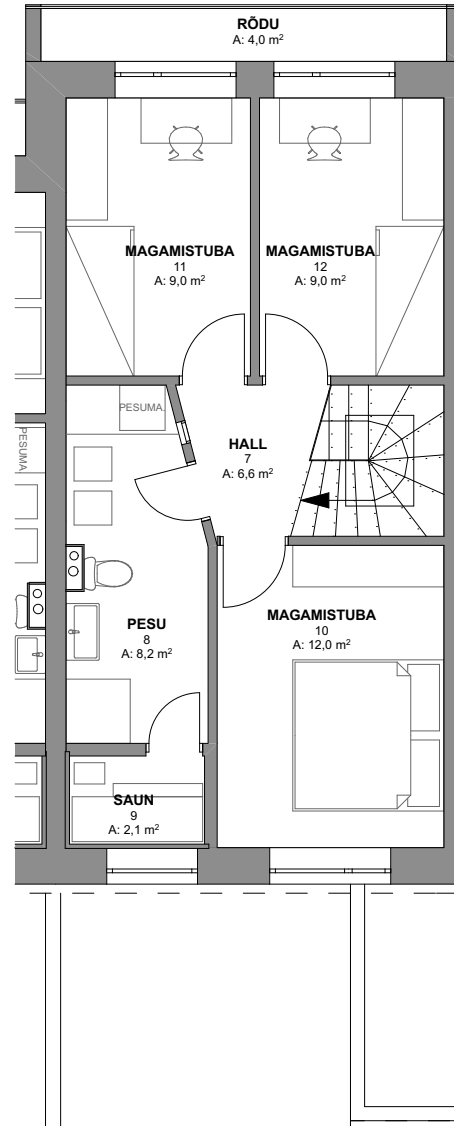 RÕDU
A: 4,0 m²
MAGAMISTUBA
11
A: 9,0 m²
MAGAMISTUBA
12
A: 9,0 m²
PESUMA.
PESUMA.
HALL
7
A: 6,6 m²
PESU
8
A: 8,2 m²
MAGAMISTUBA
10
A: 12,0 m²
SAUN
9
A: 2,1 m²